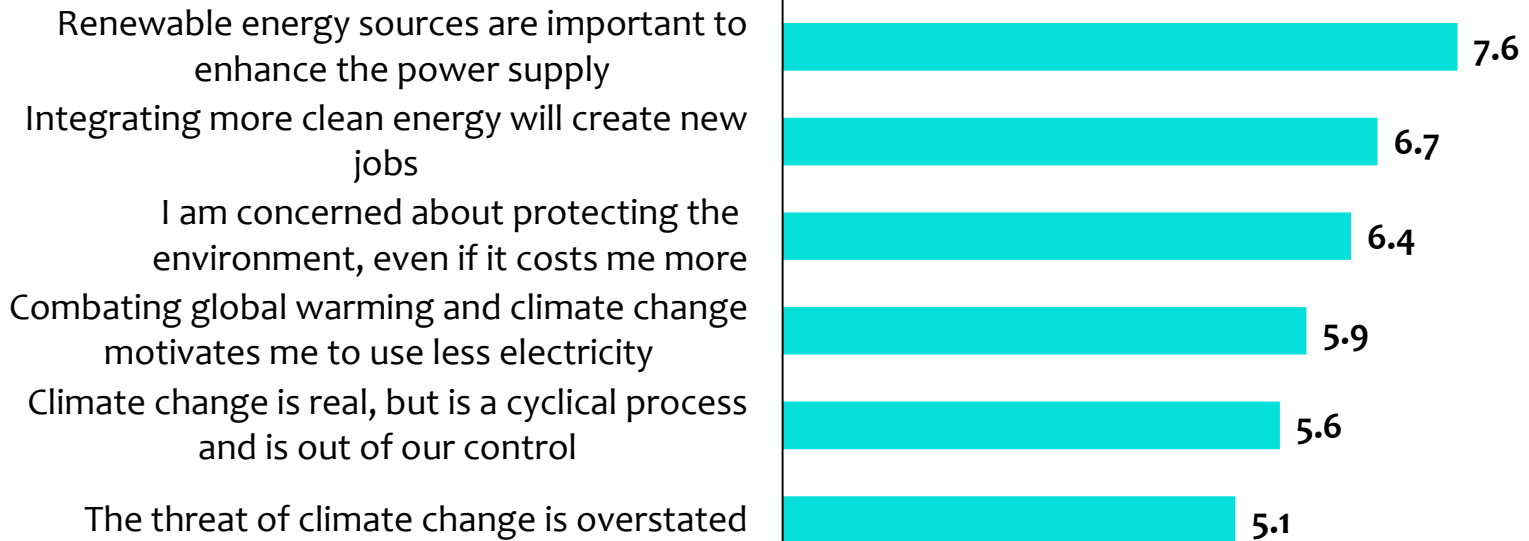 Renewable energy sources are important to
enhance the power supply
7.6
Integrating more clean energy will create new
jobs
6.7
I am concerned about protecting the
environment, even if it costs me more
6.4
Combating global warming and climate change
motivates me to use less electricity
5.9
Climate change is real, but is a cyclical process
and is out of our control
5.6
The threat of climate change is overstated
5.1